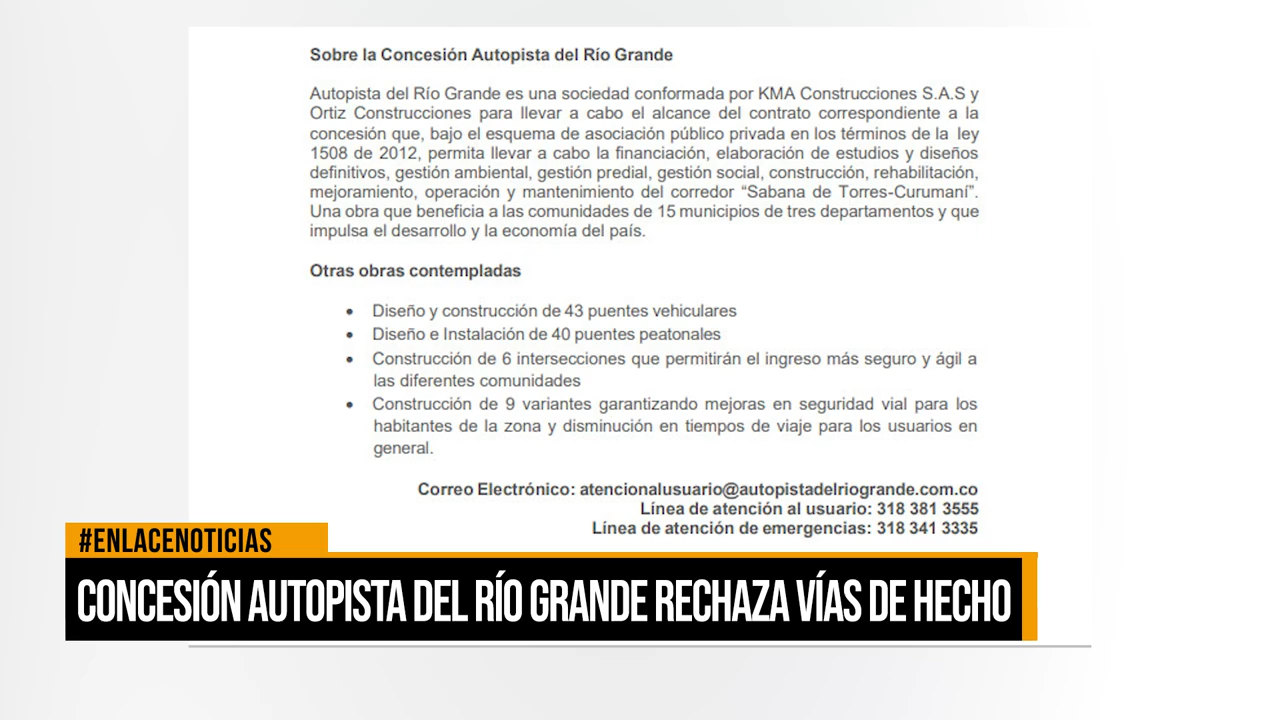 Sobre la Concesión Autopista del Río Grande
Autopista del Río Grande es una sociedad conformada por KMA Construcciones S.A.S y
Ortiz Construcciones para llevar a cabo el alcance del contrato correspondiente a la
concesión que, bajo el esquema de asociación público privada en los términos de la ley
1508 de 2012, permita llevar a cabo la financiación, elaboración de estudios y diseños
definitivos, gestión ambiental, gestión predial, gestión social, construcción, rehabilitación,
mejoramiento, operación y mantenimiento del corredor “Sabana de Torres-Curumaní”.
Una obra que beneficia a las comunidades de 15 municipios de tres departamentos y que
impulsa el desarrollo y la economía del país.
Otras obras contempladas
• Diseño y construcción de 43 puentes vehiculares
• Diseño e Instalación de 40 puentes peatonales
• Construcción de 6 intersecciones que permitirán el ingreso más seguro y ágil a
las diferentes comunidades
• Construcción de 9 variantes garantizando mejoras en seguridad vial para los
habitantes de la zona y disminución en tiempos de viaje para los usuarios en
general.
Correo Electrónico: atencionalusuario@autopistadelriogrande.com.co
Línea de atención al usuario: 318 381 3555
Línea de atención de emergencias: 318 341 3335
#ENLACENOTICIAS
CONCESIÓN AUTOPISTA DEL RÍO GRANDE RECHAZA VÍAS DE HECHO